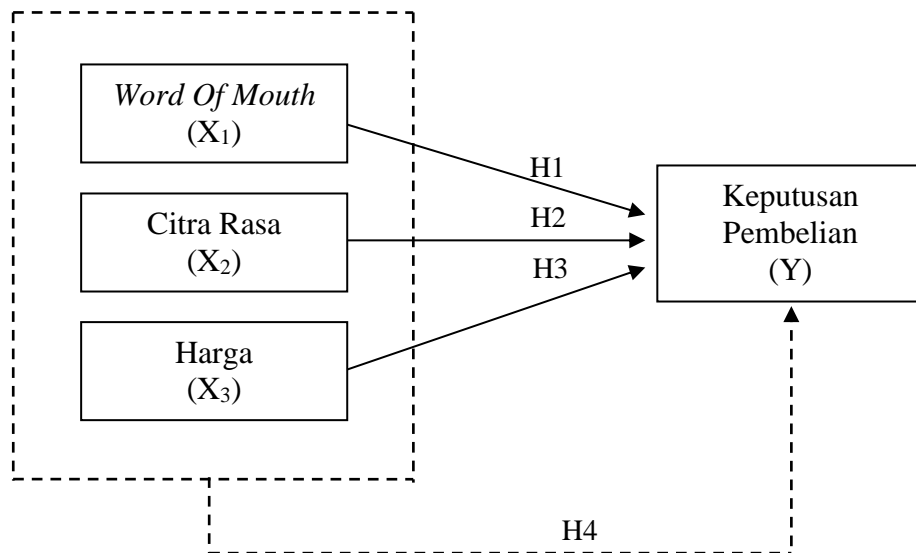 Word Of Mouth
(X₁)
H1
Keputusan
Pembelian
(Y)
Citra Rasa
(X₂)
H2
H3
Harga
(X₃)
H4